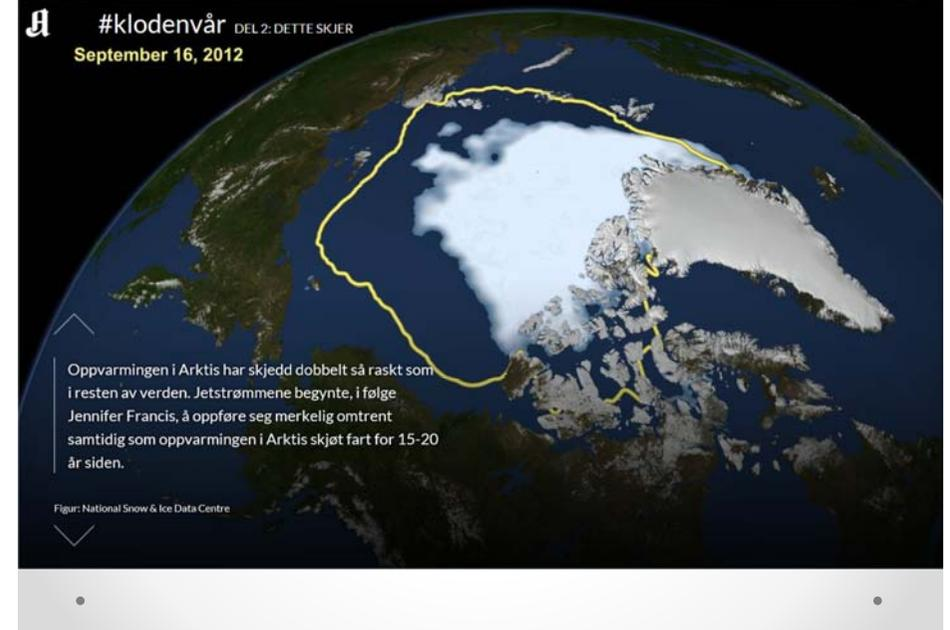 A
#klodenvår DEL 2: DETTE SKJER
September 16, 2012
Oppvarmingen i Arktis har skjedd dobbelt så raskt som
i resten av verden. Jetstrømmene begynte, i følge
Jennifer Francis, å oppføre seg merkelig omtrent
samtidig som oppvarmingen i Arktis skjøt fart for 15-20
år siden.
Figur: National Snow & Ice Data Centre